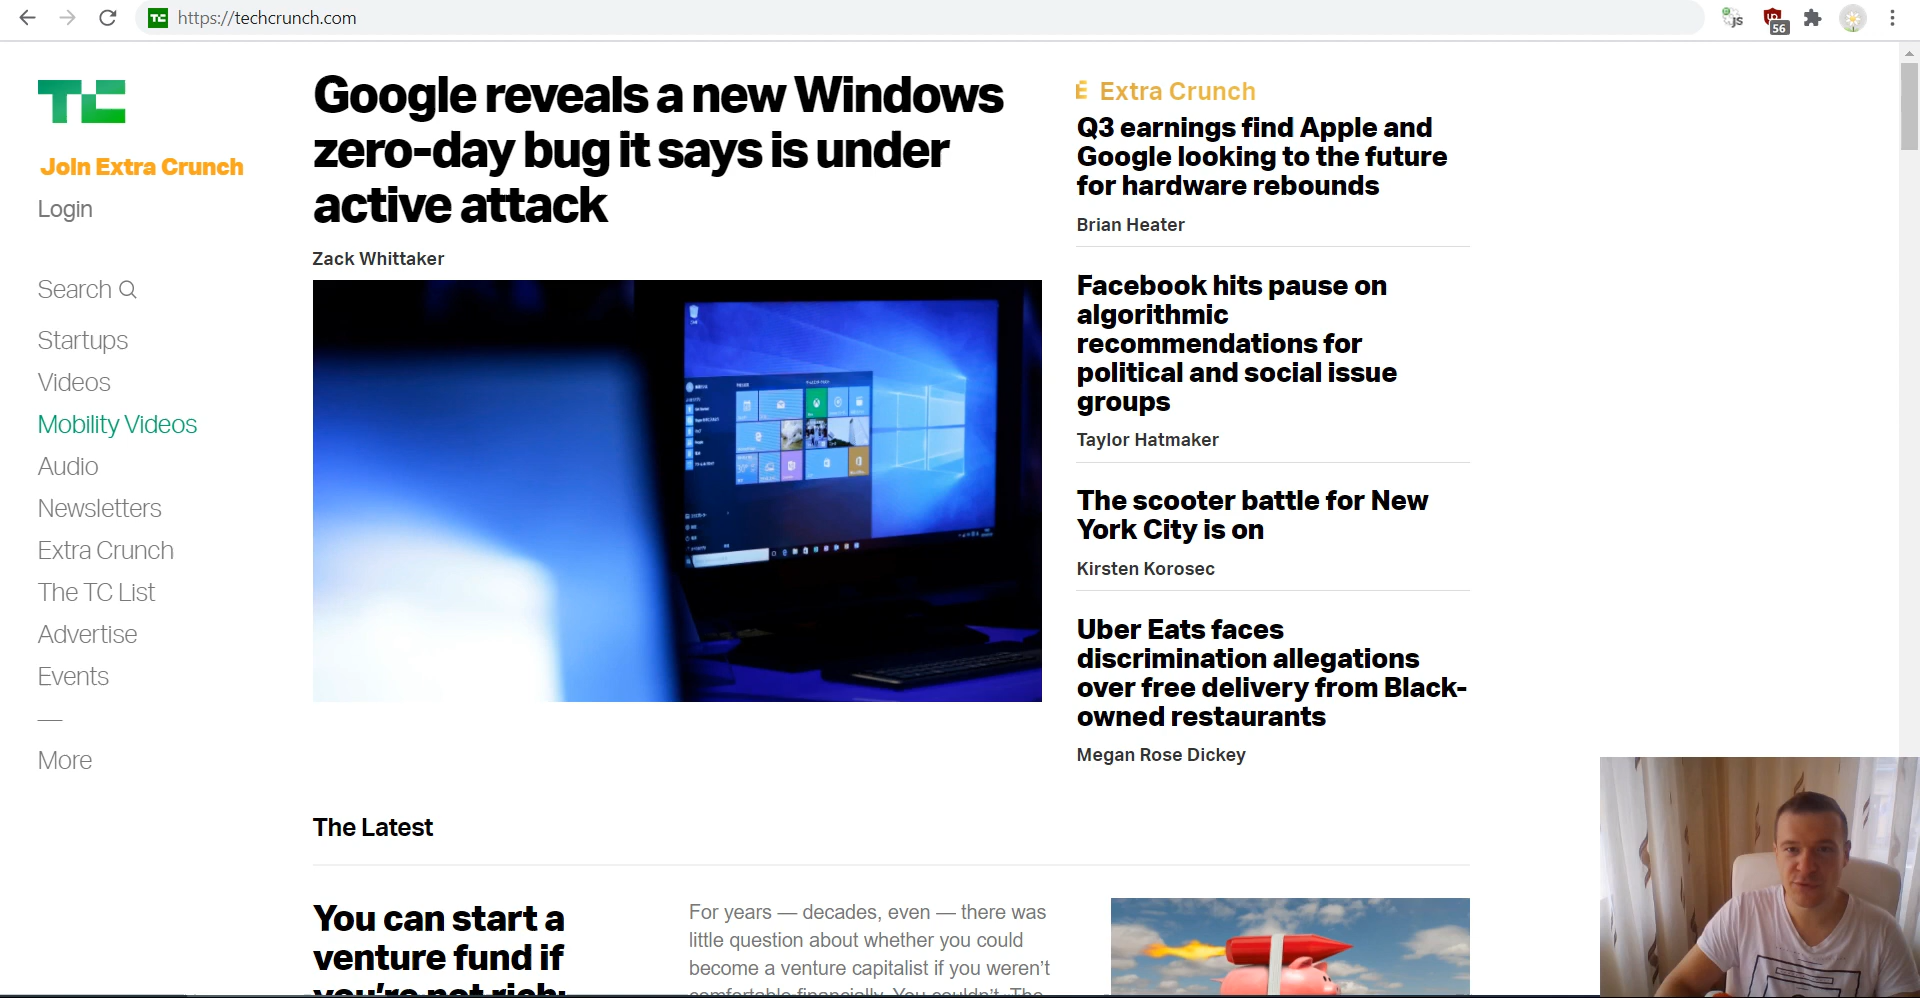 https://techcrunch.com
JS
56
TC
Join Extra Crunch
Login
Search
Startups
Videos
Mobility Videos
Audio
Newsletters
Extra Crunch
The TC List
Advertise
Events
More
Google reveals a new Windows
zero-day bug it says is under
active attack
Zack Whittaker
Extra Crunch
Q3 earnings find Apple and
Google looking to the future
for hardware rebounds
Brian Heater
Facebook hits pause on
algorithmic
recommendations for
political and social issue
groups
Taylor Hatmaker
The scooter battle for New
York City is on
Kirsten Korosec
Uber Eats faces
discrimination allegations
over free delivery from Black-
owned restaurants
Megan Rose Dickey
The Latest
You can start a
venture fund if
you're not rich:
For years — decades, even — there was
little question about whether you could
become a venture capitalist if you weren't
comfortable financially. You couldn't. The